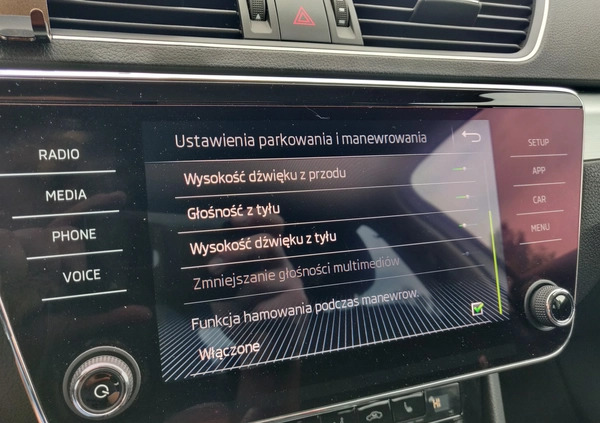 RADIO
MEDIA
PHONE
VOICE
Ustawienia parkowania i manewrowania
Wysokość dźwięku z przodu
Głośność z tyłu
Wysokość dźwięku z tyłu
Zmniejszanie głośności multimediów
Funkcja hamowania podczas manewrow.
Włączone
SETUP
APP
CAR
MENU